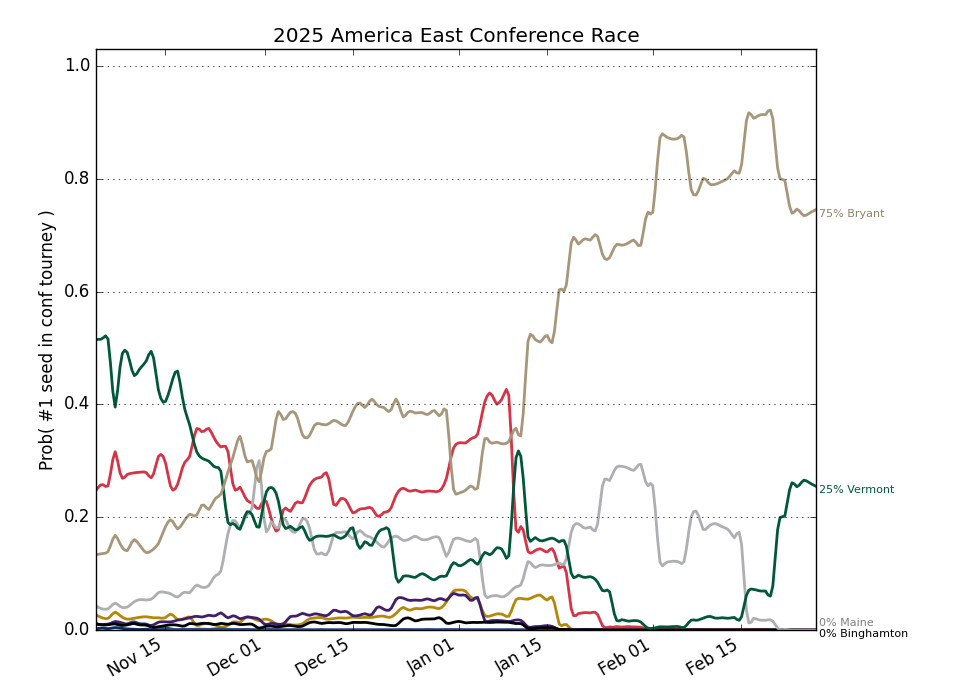 2025 America East Conference Race
Prob( #1 seed in conf tourney )
1.0
0.8
0.6
0.4
0.2
0.0
75% Bryant
25% Vermont
0% Maine
0% Binghamton
Nov 15
Dec 01
Dec 15
Jan 01
Jan 15
Feb 01
Feb 15